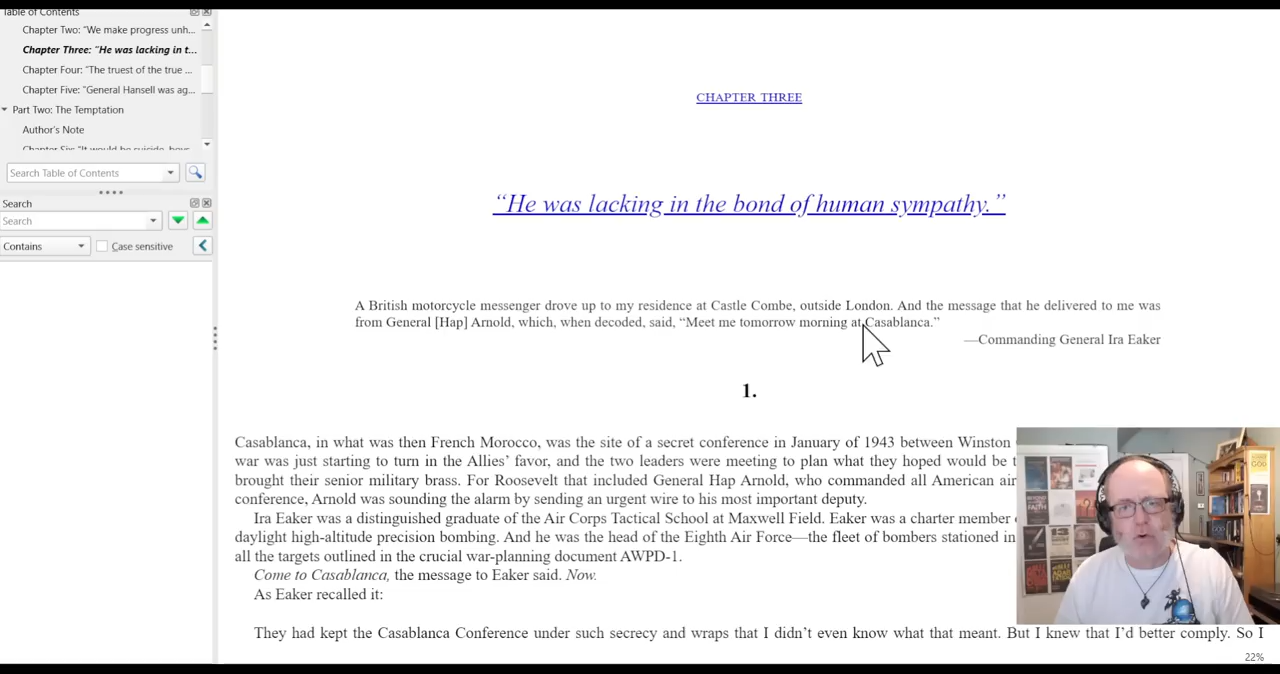 Table of Contents
Chapter Two: "We make progress unh...
Chapter Three: "He was lacking in t...
Chapter Four: "The truest of the true ...
Chapter Five: "General Hansell was ag...
Part Two: The Temptation
Author's Note
Chapter Six: "It would be suicide, boys
Search Table of Contents
Search
Search
Contains
Case sensitive
CHAPTER THREE
“He was lacking in the bond of human sympathy.”
A British motorcycle messenger drove up to my residence at Castle Combe, outside London. And the message that he delivered to me was
from General [Hap] Arnold, which, when decoded, said, “Meet me tomorrow morning at Casablanca.”
—Commanding General Ira Eaker
1.
Casablanca, in what was then French Morocco, was the site of a secret conference in January of 1943 between Winston
war was just starting to turn in the Allies’ favor, and the two leaders were meeting to plan what they hoped would be
brought their senior military brass. For Roosevelt that included General Hap Arnold, who commanded all American air
conference, Arnold was sounding the alarm by sending an urgent wire to his most important deputy.
Ira Eaker was a distinguished graduate of the Air Corps Tactical School at Maxwell Field. Eaker was a charter member
daylight high-altitude precision bombing. And he was the head of the Eighth Air Force—the fleet of bombers stationed in
all the targets outlined in the crucial war-planning document AWPD-1.
Come to Casablanca, the message to Eaker said. Now.
As Eaker recalled it:
They had kept the Casablanca Conference under such secrecy and wraps that I didn’t even know what that meant. But I knew that I’d better comply. So I
22%